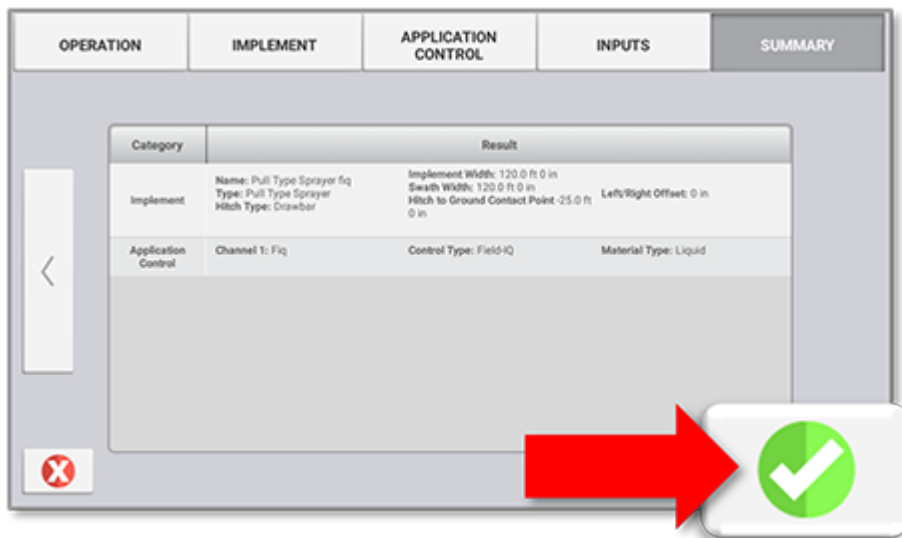 OPERATION
IMPLEMENT
APPLICATION
CONTROL
INPUTS
SUMMARY
Category
Result
Implement
Name: Pull Type Sprayer fiq
Type: Pull Type Sprayer
Hitch Type: Drawbar
Implement Width: 120.0 ft 0 in
Swath Width: 120.0 ft 0 in
Hitch to Ground Contact Point -25.0 ft
0 in
Left/Right Offset: 0 in
Application
Control
Channel 1: Fiq
Control Type: Field-IQ
Material Type: Liquid